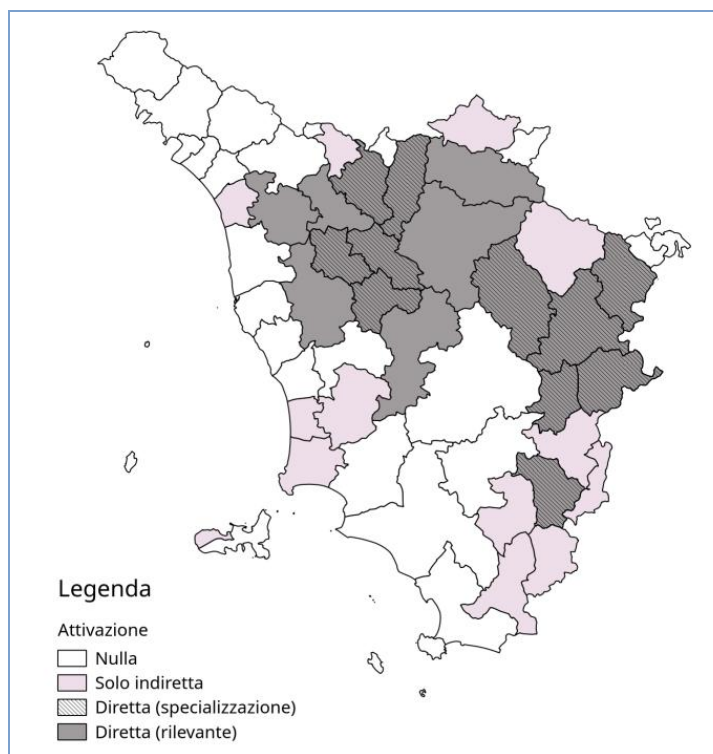 Legenda
Attivazione
Nulla
Solo indiretta
Diretta (specializzazione)
Diretta (rilevante)